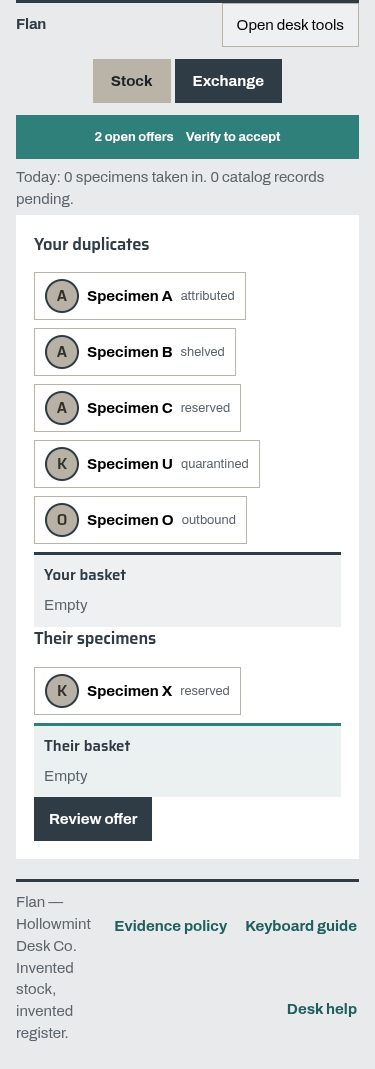 Flan
Open desk tools
Stock
Exchange
2 open offers Verify to accept
Today: 0 specimens taken in. 0 catalog records
pending.
Your duplicates
A Specimen A attributed
A Specimen B shelved
A Specimen C reserved
K Specimen U quarantined
O Specimen O outbound
Your basket
Empty
Their specimens
K Specimen X reserved
Their basket
Empty
Review offer
Flan —
Hollowmint
Desk Co.
Invented
stock,
invented
register.
Evidence policy
Keyboard guide
Desk help